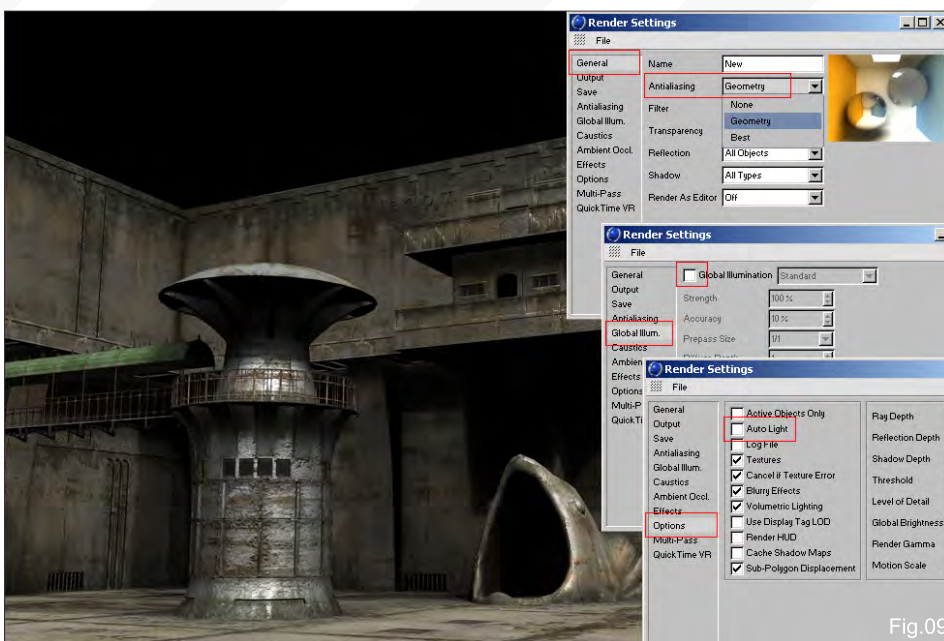 Render Settings
File
General
Output
Save
Antialiasing
Global Illum.
Caustics
Ambient Occl.
Effects
Options
Multi-Pass
QuickTime VR
Name New
Antialiasing Geometry
None
Geometry
Best
Filter
Transparency
Reflection All Objects
Shadow All Types
Render As Editor Off
Render Settings
File
General
Output
Save
Antialiasing
Global Illum.
Caustics
Ambien
Effects
Options
Multi-P
QuickTi
Global Illumination Standard
Strength 100 %
Accuracy 10 %
Prepass Size 1/1
Render Settings
File
General
Output
Save
Antialiasing
Global Illum.
Caustics
Ambient Occl.
Effects
Options
Multi-Pass
QuickTime VR
Active Objects Only
Auto Light
Log File
Textures
Cancel if Texture Error
Blurry Effects
Volumetric Lighting
Use Display Tag LOD
Render HUD
Cache Shadow Maps
Sub-Polygon Displacement
Ray Depth
Reflection Depth
Shadow Depth
Threshold
Level of Detail
Global Brightness
Render Gamma
Motion Scale
Fig.09